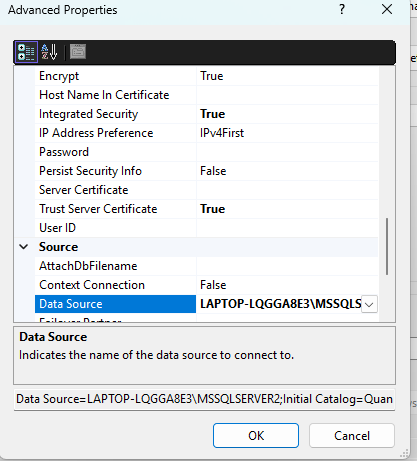 Advanced Properties
Encrypt True
Host Name In Certificate
Integrated Security True
IP Address Preference IPv4First
Password
Persist Security Info False
Server Certificate
Trust Server Certificate True
User ID
Source
AttachDbFilename
Context Connection False
Data Source LAPTOP-LQGGA8E3\MSSQLS
Failover Partner
Data Source
Indicates the name of the data source to connect to.
Data Source=LAPTOP-LQGGA8E3\MSSQLSERVER2;Initial Catalog=Quan
OK Cancel